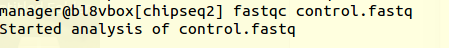 manager@bl8vbox[chipseq2] fastqc control.fastq
Started analysis of control.fastq